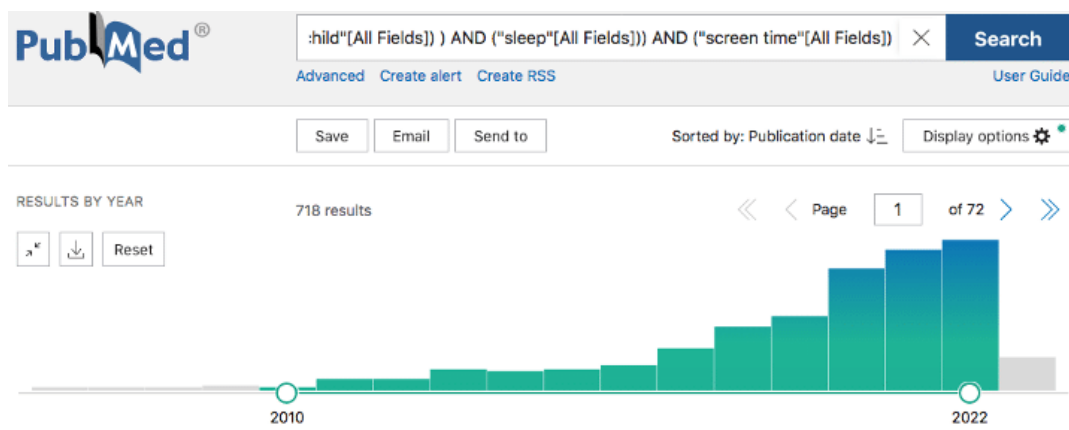 PubMed®
:hild"[All Fields]) ) AND ("sleep"[All Fields])) AND ("screen time"[All Fields])
Search
Advanced Create alert Create RSS
User Guide
Save Email Send to
Sorted by: Publication date
Display options
RESULTS BY YEAR
718 results
Page 1 of 72
Reset
2010
2022